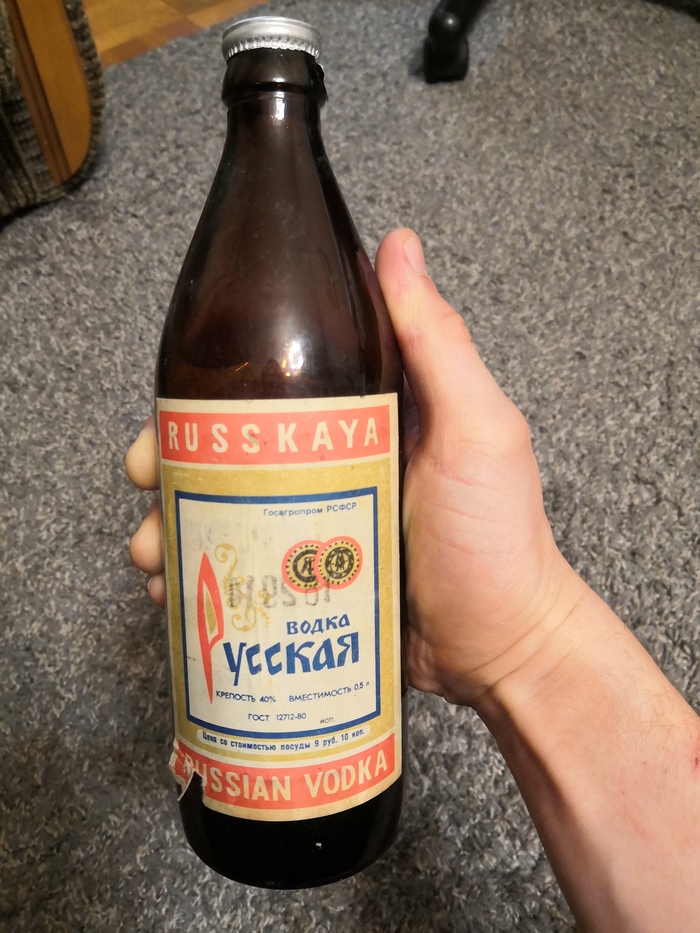 RUSSKAYA
Госагропром РСФСР
ВОДКА
Русская
КРЕПОСТЬ 40% ВМЕСТИМОСТЬ 0,5 л
ГОСТ 12712-80 ИСП.
Цена со стоимостью посуды 9 руб. 10 коп.
RUSSIAN VODKA